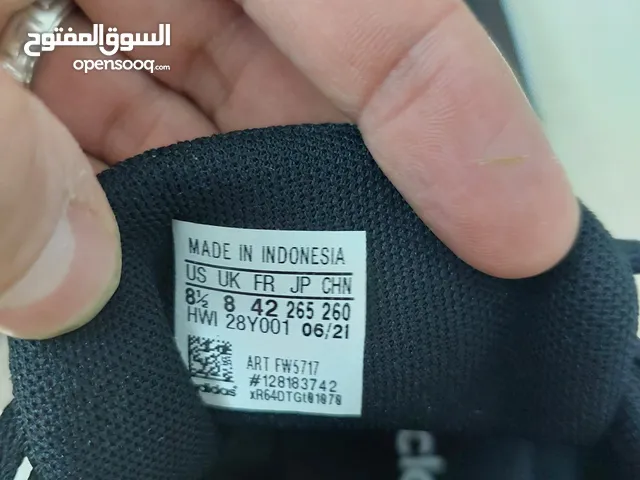 السوق المفتوح
opensooq.com
MADE IN INDONESIA
US UK FR JP CHN
8½ 8 42 265 260
HWI 28Y001 06/21
ART FW5717
#128183742
adidas